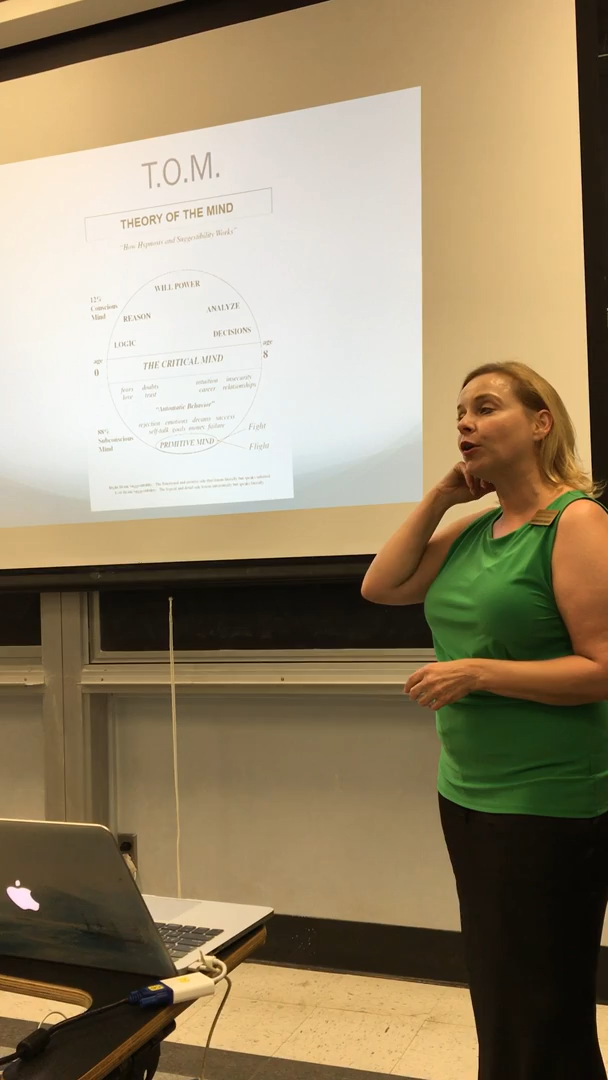 T.O.M.
THEORY OF THE MIND
"How Hypnosis and Suggestibility Works"
WILL POWER
12%
Conscious
Mind
REASON
ANALYZE
LOGIC
DECISIONS
age
0
THE CRITICAL MIND
age
8
fears doubts intuition insecurity
love trust cancer relationships
"Automatic Behavior"
rejection emotions dreams success
self-talk goals money failure
88%
Subconscious
Mind
PRIMITIVE MIND
Fight
Flight